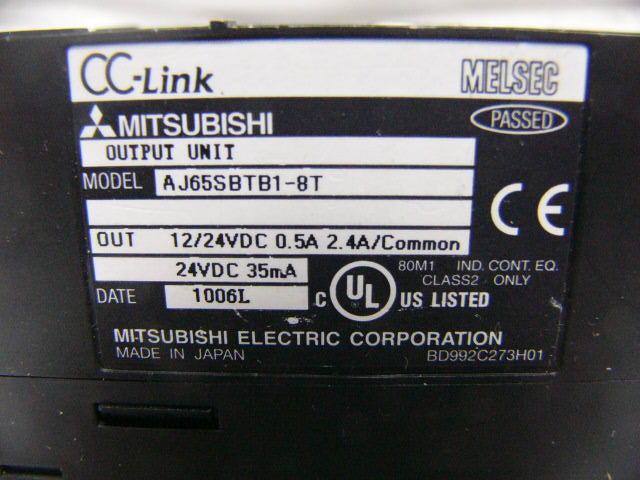 CC-Link MELSEC
MITSUBISHI PASSED
OUTPUT UNIT
MODEL AJ65SBTB1-8T
CE
OUT 12/24VDC 0.5A 2.4A/Common
24VDC 35mA
80M1 IND. CONT. EQ.
CLASS2 ONLY
DATE 1006L
C UL US LISTED
MITSUBISHI ELECTRIC CORPORATION
MADE IN JAPAN BD992C273H01